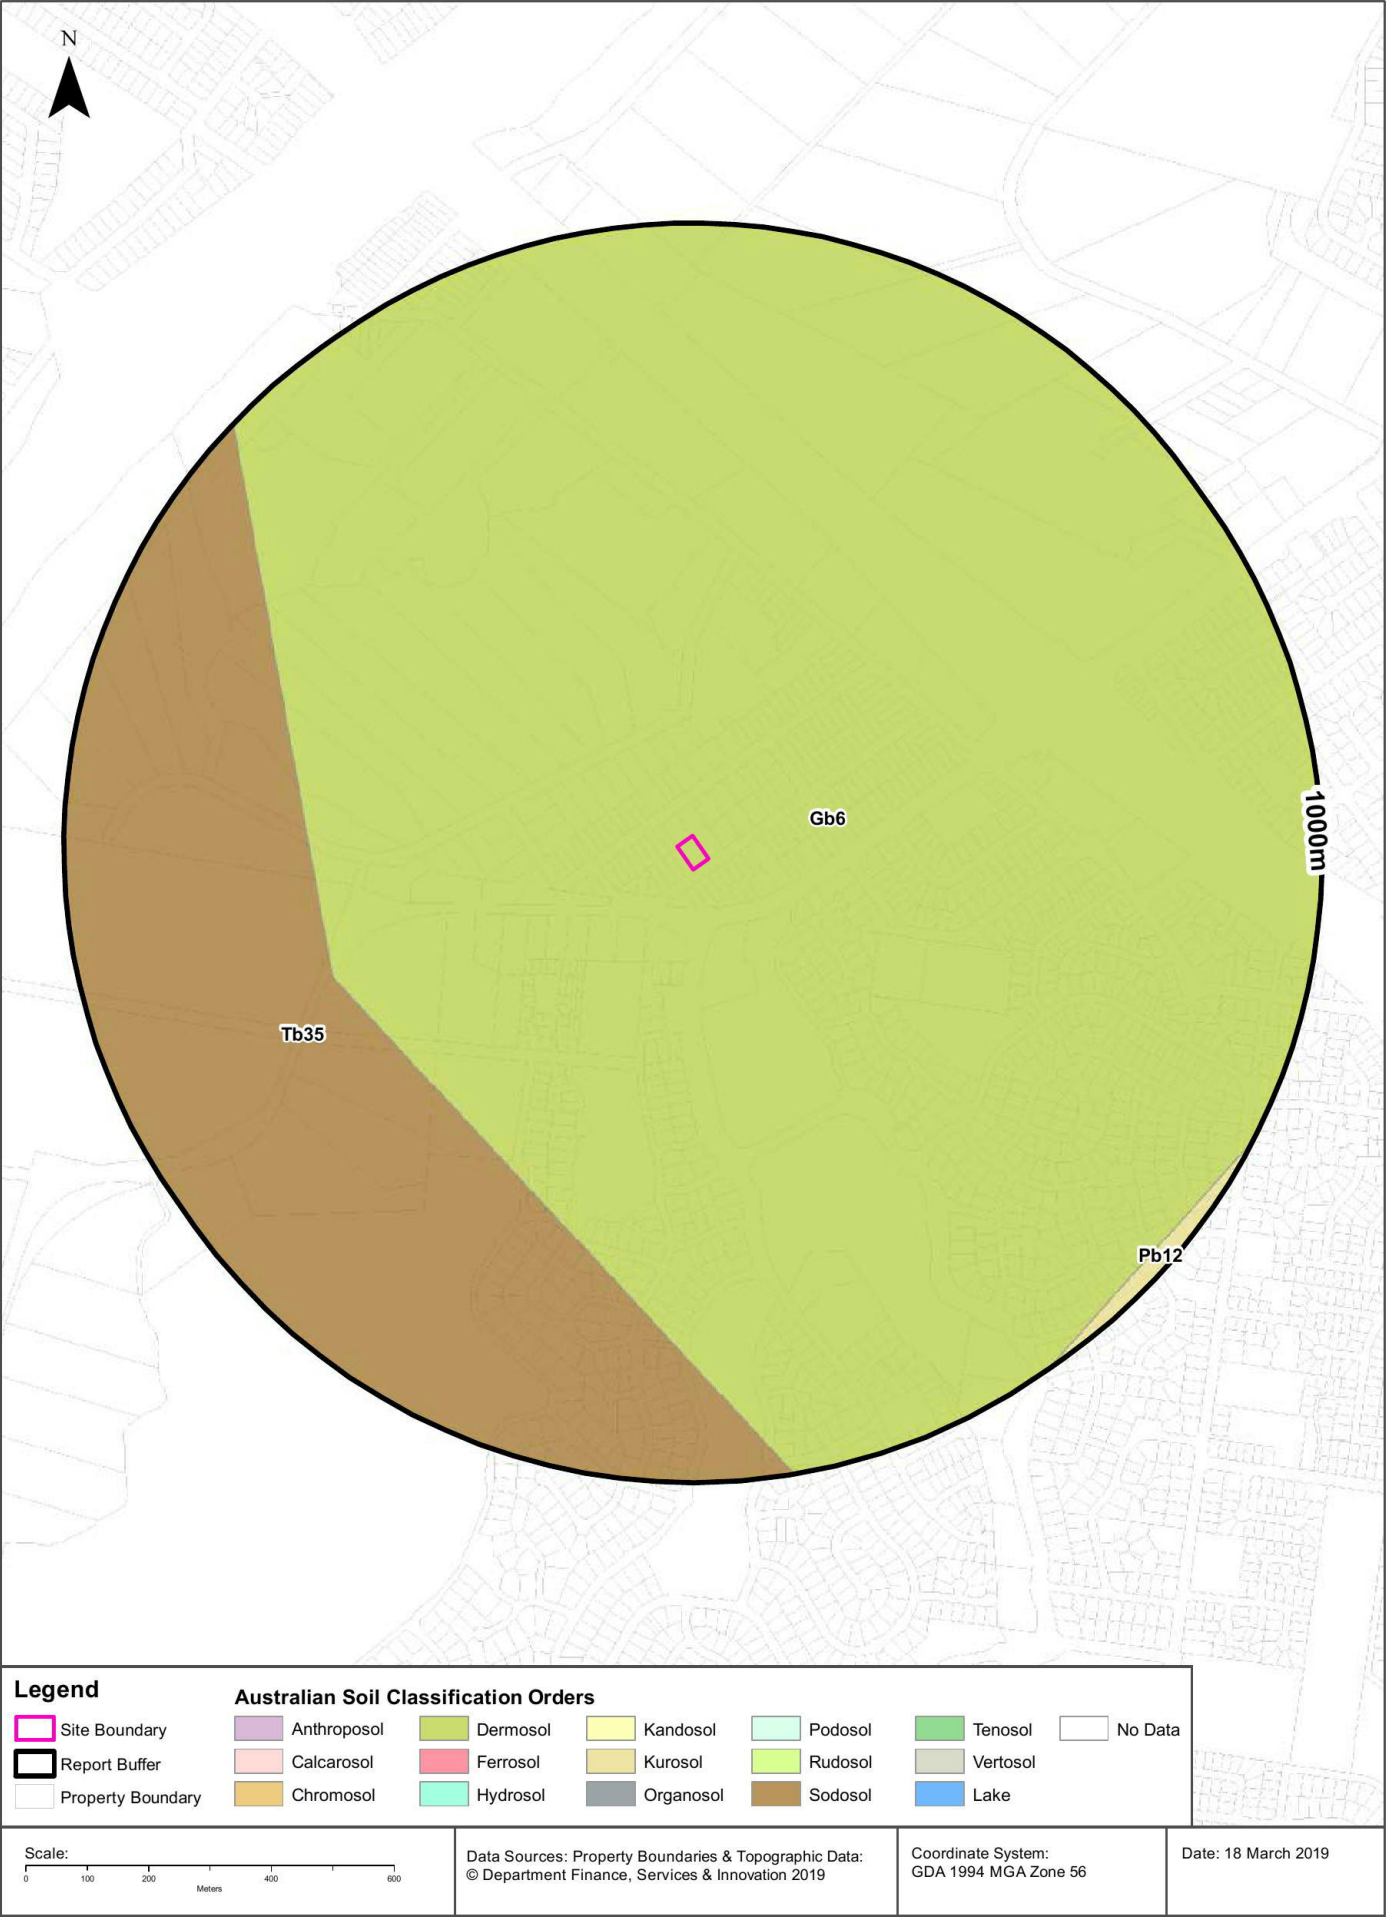 N
Gb6
1000m
Tb35
Pb12
Legend
Site Boundary
Report Buffer
Property Boundary
Australian Soil Classification Orders
Anthroposol
Calcarosol
Chromosol
Dermosol
Ferrosol
Hydrosol
Kandosol
Kurosol
Organosol
Podosol
Rudosol
Sodosol
Tenosol
Vertosol
Lake
No Data
Scale:
0 100 200 400 600
Meters
Data Sources: Property Boundaries & Topographic Data:
© Department Finance, Services & Innovation 2019
Coordinate System:
GDA 1994 MGA Zone 56
Date: 18 March 2019